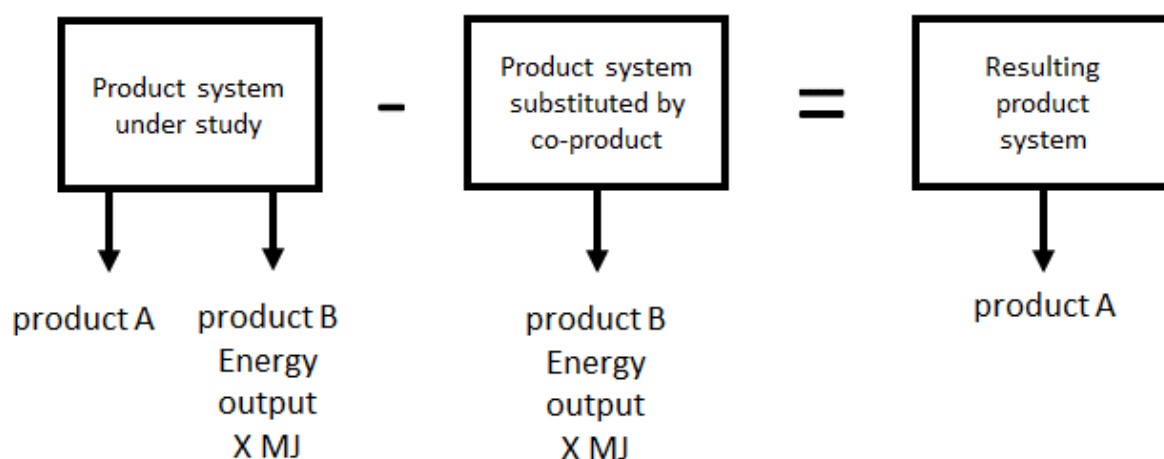 Product system
under study
-
Product system
substituted by
co-product
=
Resulting
product
system
product A
product B
Energy
output
X MJ
product B
Energy
output
X MJ
product A